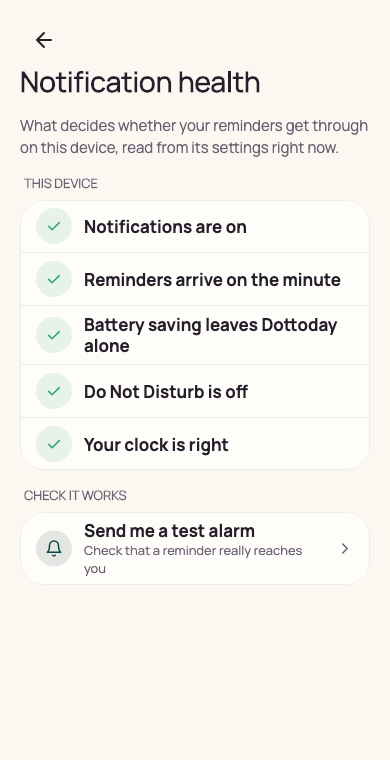 Notification health
What decides whether your reminders get through
on this device, read from its settings right now.
THIS DEVICE
Notifications are on
Reminders arrive on the minute
Battery saving leaves Dottoday
alone
Do Not Disturb is off
Your clock is right
CHECK IT WORKS
Send me a test alarm
Check that a reminder really reaches
you